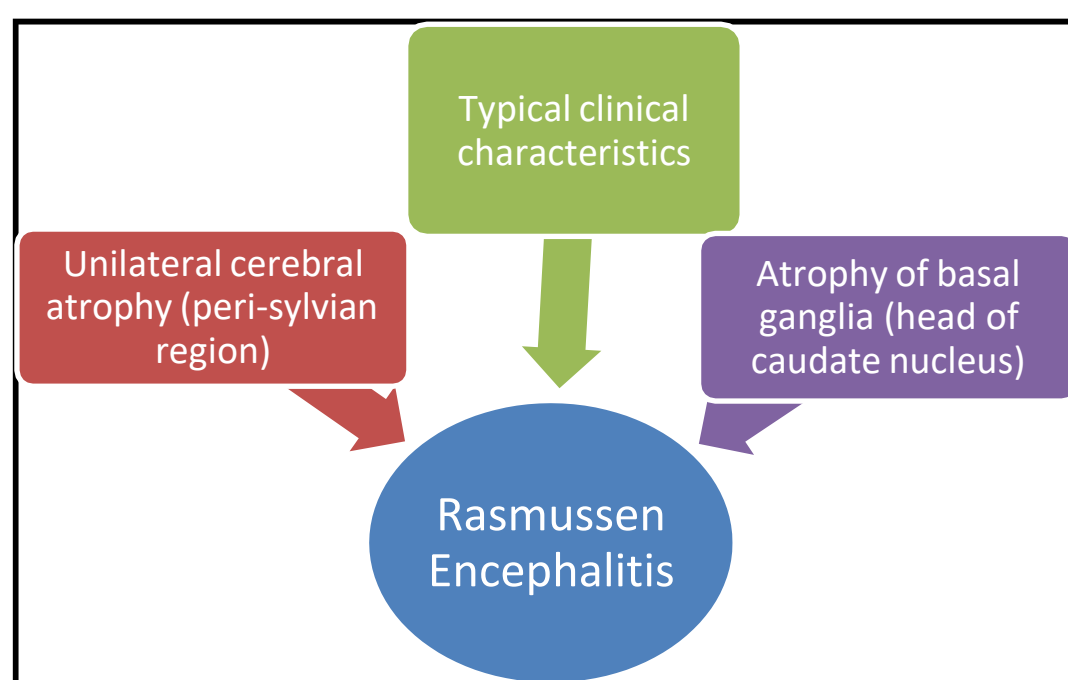 Typical clinical
characteristics
Unilateral cerebral
atrophy (peri-sylvian
region)
Atrophy of basal
ganglia (head of
caudate nucleus)
Rasmussen
Encephalitis